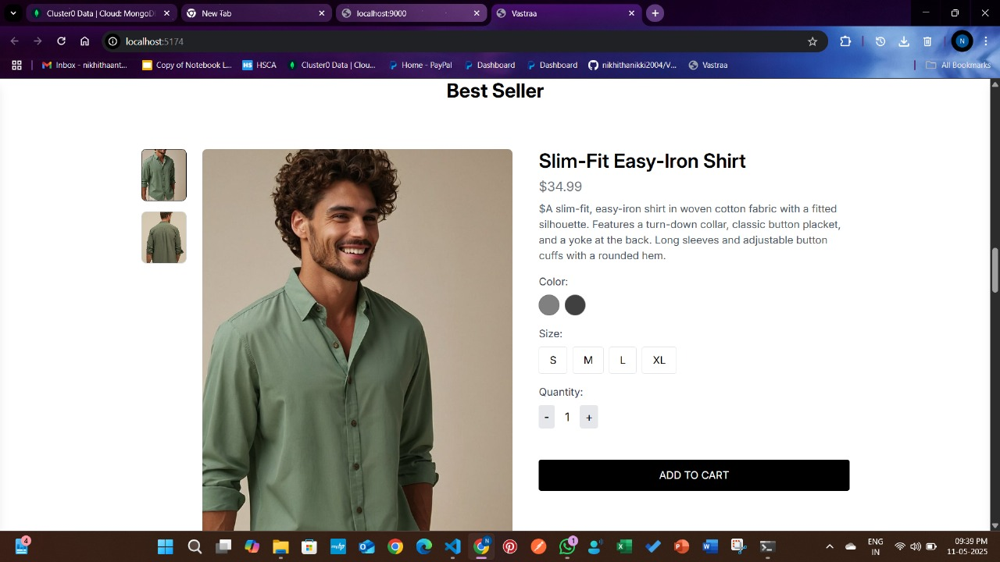 Cluster0 Data | Cloud: MongoD
New Tab
localhost:9000
Vastraa
localhost:5174
N
Inbox - nikhithaant...
Copy of Notebook L...
HS
HSCA
Cluster0 Data | Clou...
Home - PayPal
Dashboard
Dashboard
nikhithanikki2004/V...
Vastraa
All Bookmarks
Best Seller
Slim-Fit Easy-Iron Shirt
$34.99
$A slim-fit, easy-iron shirt in woven cotton fabric with a fitted
silhouette. Features a turn-down collar, classic button placket,
and a yoke at the back. Long sleeves and adjustable button
cuffs with a rounded hem.
Color:
Size:
S M L XL
Quantity:
- 1 +
ADD TO CART
4
myhp
N
1
ENG
IN
09:39 PM
11-05-2025